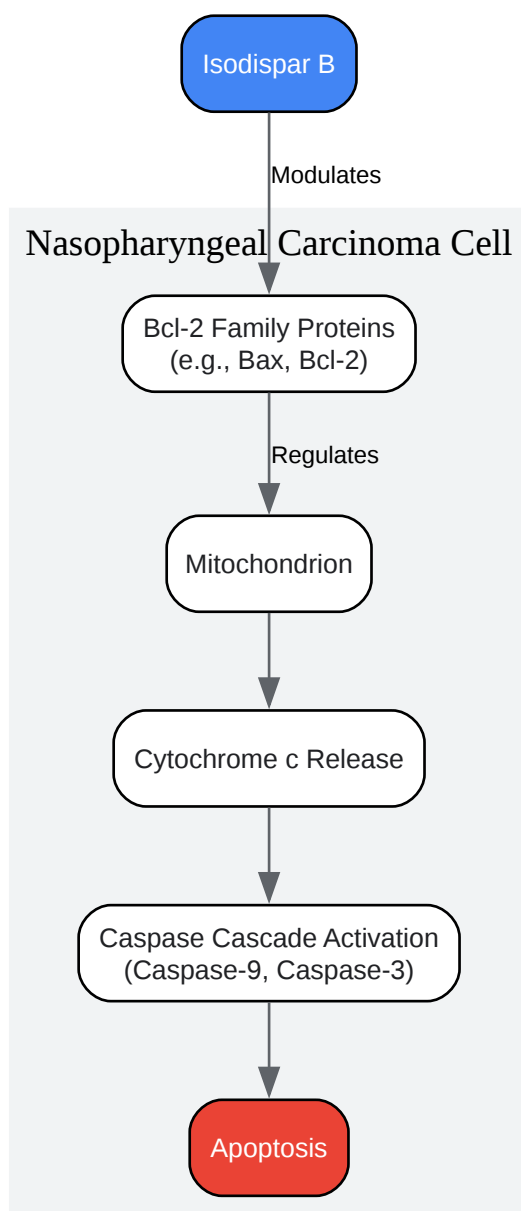 Isodispar B
Modulates
Nasopharyngeal Carcinoma Cell
Bcl-2 Family Proteins
(e.g., Bax, Bcl-2)
Regulates
Mitochondrion
Cytochrome c Release
Caspase Cascade Activation
(Caspase-9, Caspase-3)
Apoptosis